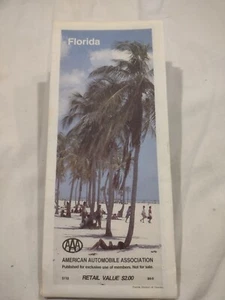 Florida
AAA
AMERICAN AUTOMOBILE ASSOCIATION
Published for exclusive use of members. Not for sale.
RETAIL VALUE $2.00